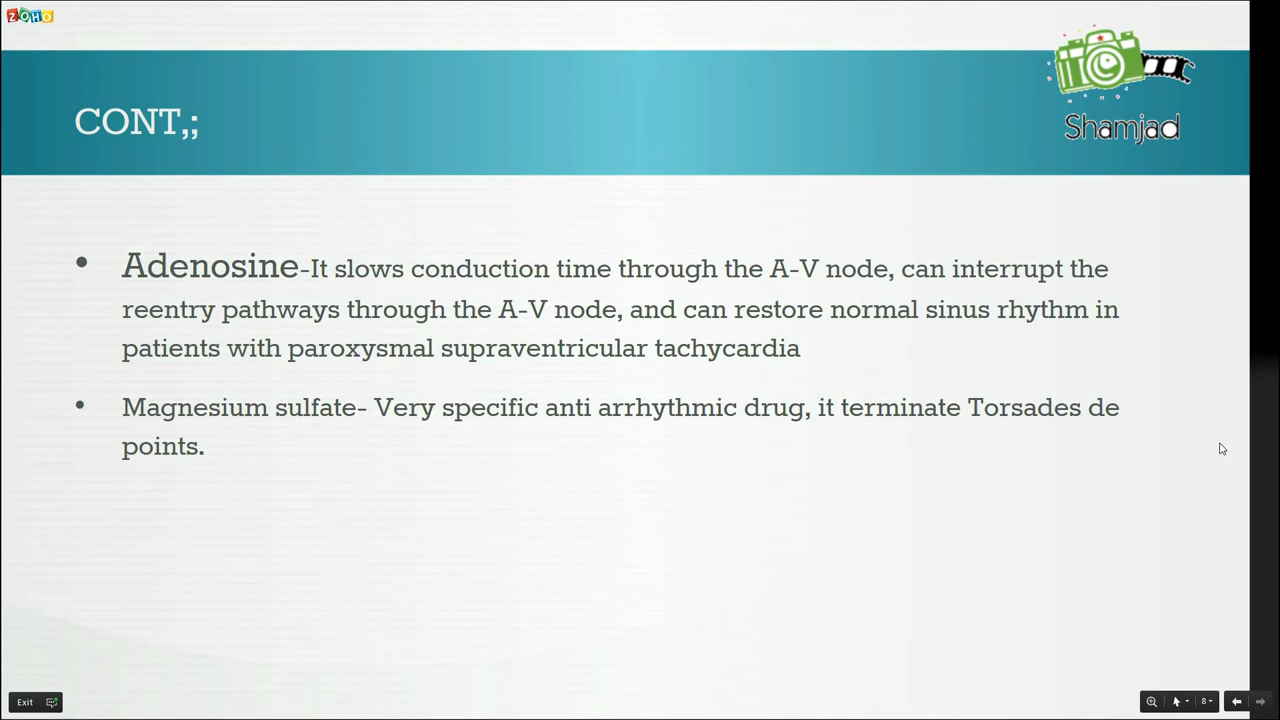 ZOHO
Shamjad
CONT,;
• Adenosine-It slows conduction time through the A-V node, can interrupt the
reentry pathways through the A-V node, and can restore normal sinus rhythm in
patients with paroxysmal supraventricular tachycardia
• Magnesium sulfate- Very specific anti arrhythmic drug, it terminate Torsades de
points.
Exit
8